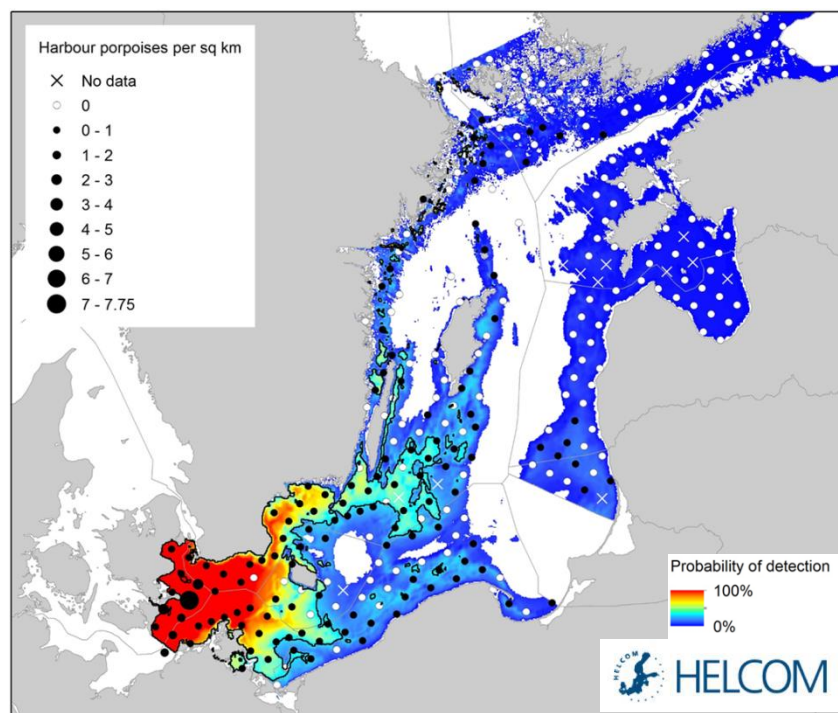 Harbour porpoises per sq km
No data
0
0 - 1
1 - 2
2 - 3
3 - 4
4 - 5
5 - 6
6 - 7
7 - 7.75
Probability of detection
100%
0%
HELCOM
HELCOM